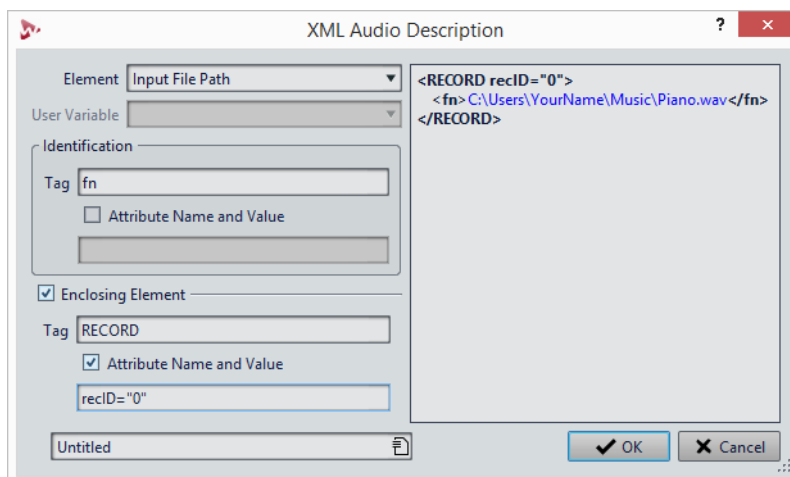 XML Audio Description
?
Element Input File Path
User Variable
Identification
Tag fn
Attribute Name and Value
Enclosing Element
Tag RECORD
Attribute Name and Value
recID="0"
Untitled
<RECORD recID="0">
<fn>C:\Users\YourName\Music\Piano.wav</fn>
</RECORD>
OK
Cancel